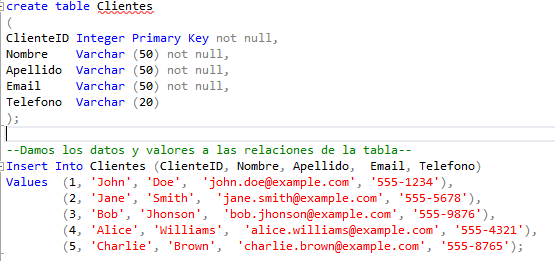 create table Clientes
(
ClienteID Integer Primary Key not null,
Nombre    Varchar (50) not null,
Apellido  Varchar (50) not null,
Email     Varchar (50) not null,
Telefono  Varchar (20)
);
--Damos los datos y valores a las relaciones de la tabla--
Insert Into Clientes (ClienteID, Nombre, Apellido,  Email, Telefono)
Values  (1, 'John', 'Doe',  'john.doe@example.com', '555-1234'),
(2, 'Jane', 'Smith',  'jane.smith@example.com', '555-5678'),
(3, 'Bob', 'Jhonson',  'bob.jhonson@example.com', '555-9876'),
(4, 'Alice', 'Williams',  'alice.williams@example.com', '555-4321'),
(5, 'Charlie', 'Brown',  'charlie.brown@example.com', '555-8765');